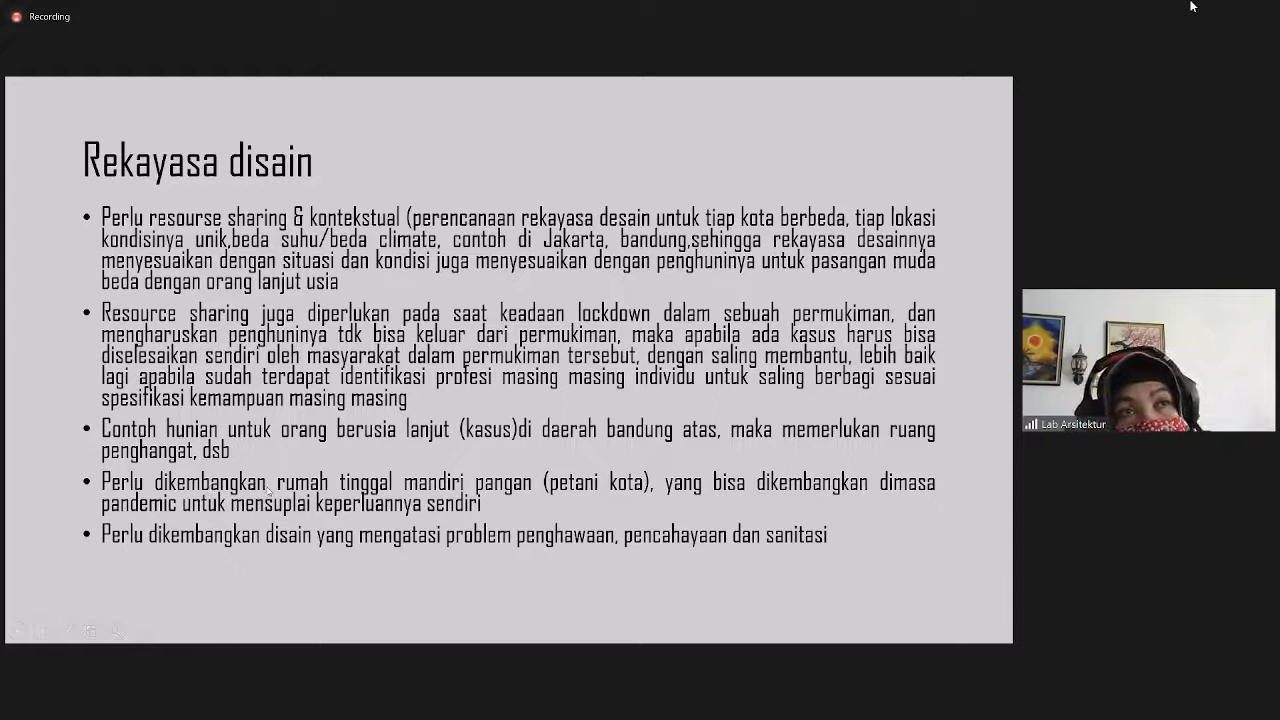 Recording
Rekayasa disain
• Perlu resourse sharing & kontekstual (perencanaan rekayasa desain untuk tiap kota berbeda, tiap lokasi
kondisinya unik,beda suhu/beda climate, contoh di Jakarta, bandung,sehingga rekayasa desainnya
menyesuaikan dengan situasi dan kondisi juga menyesuaikan dengan penghuninya untuk pasangan muda
beda dengan orang lanjut usia
• Resource sharing juga diperlukan pada saat keadaan lockdown dalam sebuah permukiman, dan
mengharuskan penghuninya tdk bisa keluar dari permukiman, maka apabila ada kasus harus bisa
diselesaikan sendiri oleh masyarakat dalam permukiman tersebut, dengan saling membantu, lebih baik
lagi apabila sudah terdapat identifikasi profesi masing masing individu untuk saling berbagi sesuai
spesifikasi kemampuan masing masing
• Contoh hunian untuk orang berusia lanjut (kasus)di daerah bandung atas, maka memerlukan ruang
penghangat, dsb
• Perlu dikembangkan rumah tinggal mandiri pangan (petani kota), yang bisa dikembangkan dimasa
pandemic untuk mensuplai keperluannya sendiri
• Perlu dikembangkan disain yang mengatasi problem penghawaan, pencahayaan dan sanitasi
Lab Arsitektur